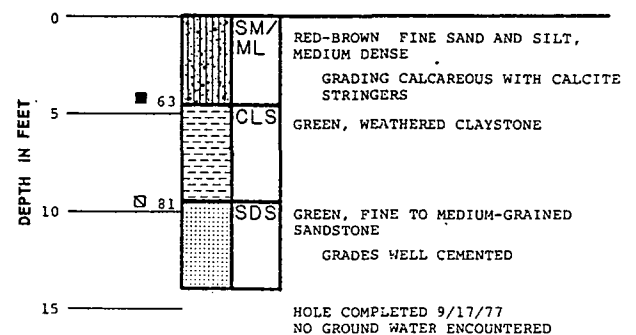 DEPTH IN FEET
0
SM/
ML
RED-BROWN FINE SAND AND SILT,
MEDIUM DENSE
GRADING CALCAREOUS WITH CALCITE
STRINGERS
63
5
CLS
GREEN, WEATHERED CLAYSTONE
81
10
SDS
GREEN, FINE TO MEDIUM-GRAINED
SANDSTONE
GRADES WELL CEMENTED
15
HOLE COMPLETED 9/17/77
NO GROUND WATER ENCOUNTERED